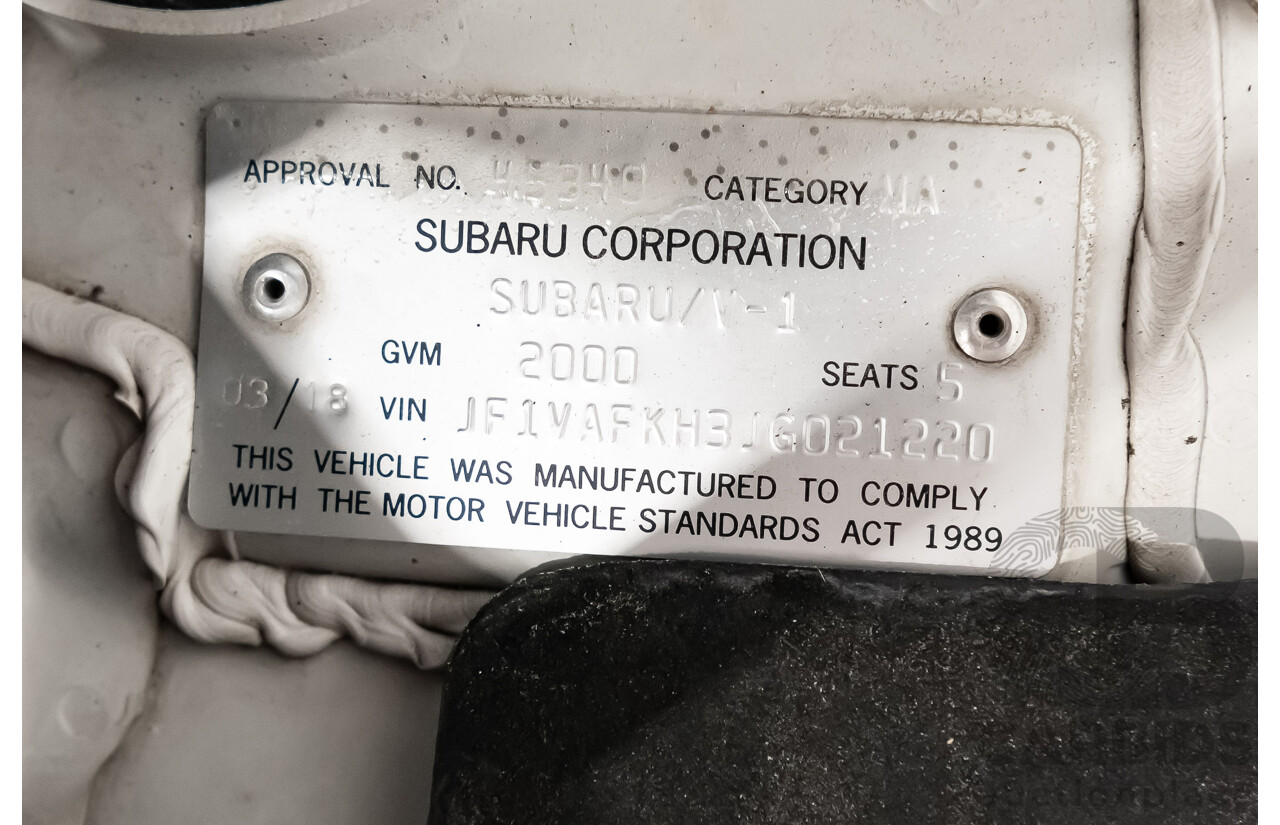 APPROVAL NO. 45340 CATEGORY MA
SUBARU CORPORATION
SUBARU/V-1
GVM 2000 SEATS 5
03/18 VIN JF1VAFKH3JG021220
THIS VEHICLE WAS MANUFACTURED TO COMPLY
WITH THE MOTOR VEHICLE STANDARDS ACT 1989